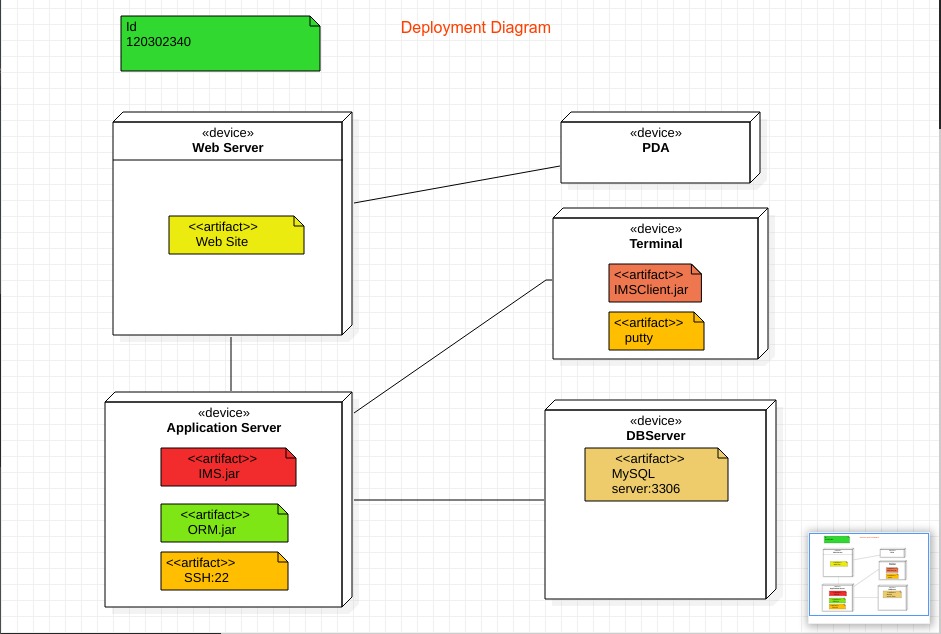 Id
120302340
Deployment Diagram
«device»
Web Server
<<artifact>>
Web Site
«device»
PDA
«device»
Terminal
<<artifact>>
IMSClient.jar
<<artifact>>
putty
«device»
Application Server
<<artifact>>
IMS.jar
<<artifact>>
ORM.jar
<<artifact>>
SSH:22
«device»
DBServer
<<artifact>>
MySQL
server:3306